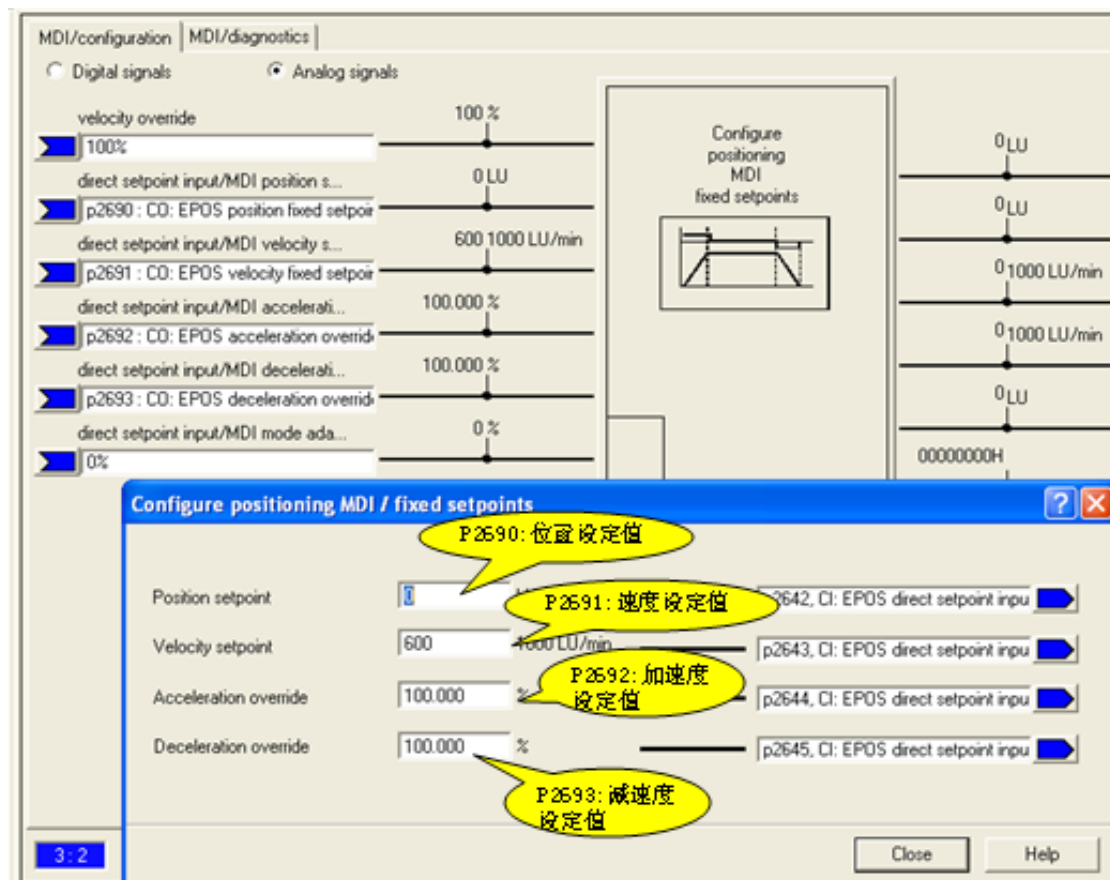 MDI/configuration MDI/diagnostics
Digital signals Analog signals
velocity override
100 %
100%
direct setpoint input/MDI position s...
0 LU
p2690 : CO: EPOS position fixed setpoin
direct setpoint input/MDI velocity s...
600 1000 LU/min
p2691 : CO: EPOS velocity fixed setpoin
direct setpoint input/MDI accelerati...
100.000 %
p2692 : CO: EPOS acceleration overrid
direct setpoint input/MDI decelerati...
100.000 %
p2693 : CO: EPOS deceleration overrid
direct setpoint input/MDI mode ada...
0 %
0%
Configure
positioning
MDI
fixed setpoints
0 LU
0 LU
0 1000 LU/min
0 1000 LU/min
0 LU
00000000H
Configure positioning MDI / fixed setpoints
P2690:位置设定值
Position setpoint 0
p2642, CI: EPOS direct setpoint inpu
P2691:速度设定值
Velocity setpoint 600 1000 LU/min
p2643, CI: EPOS direct setpoint inpu
P2692:加速度
设定值
Acceleration override 100.000 %
p2644, CI: EPOS direct setpoint inpu
Deceleration override 100.000 %
p2645, CI: EPOS direct setpoint inpu
P2693:减速度
设定值
3 : 2
Close Help